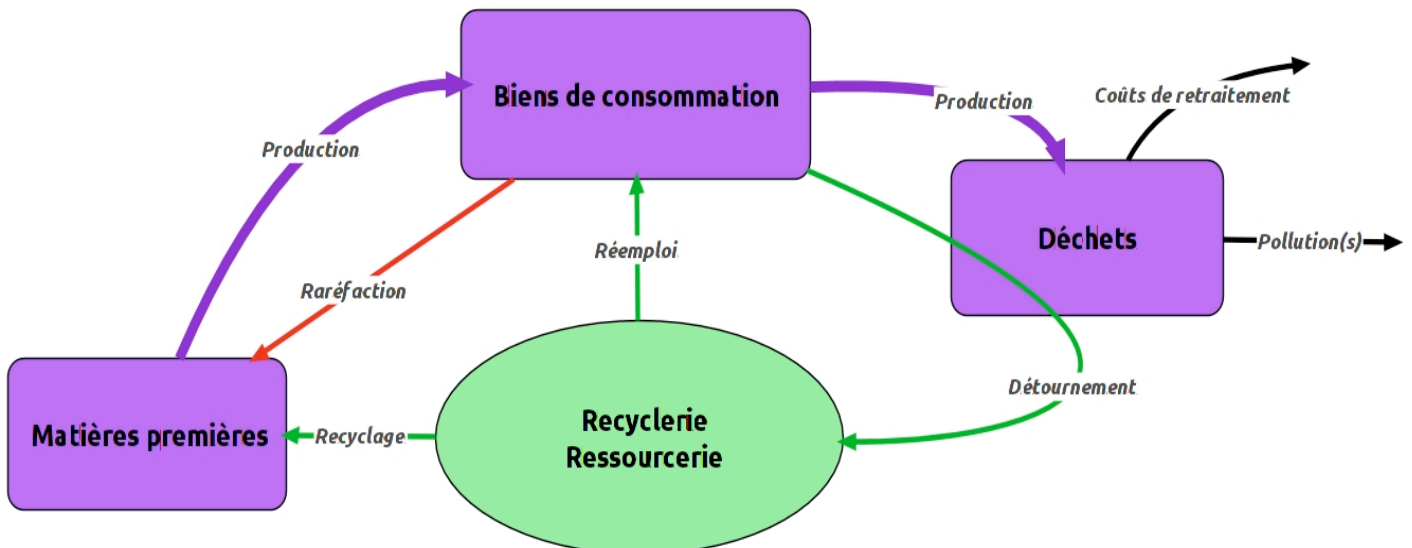 Biens de consommation
Production
Production
Coûts de retraitement
Déchets
Pollution(s)
Réemploi
Raréfaction
Détournement
Matières premières
Recyclage
Recyclerie
Ressourcerie